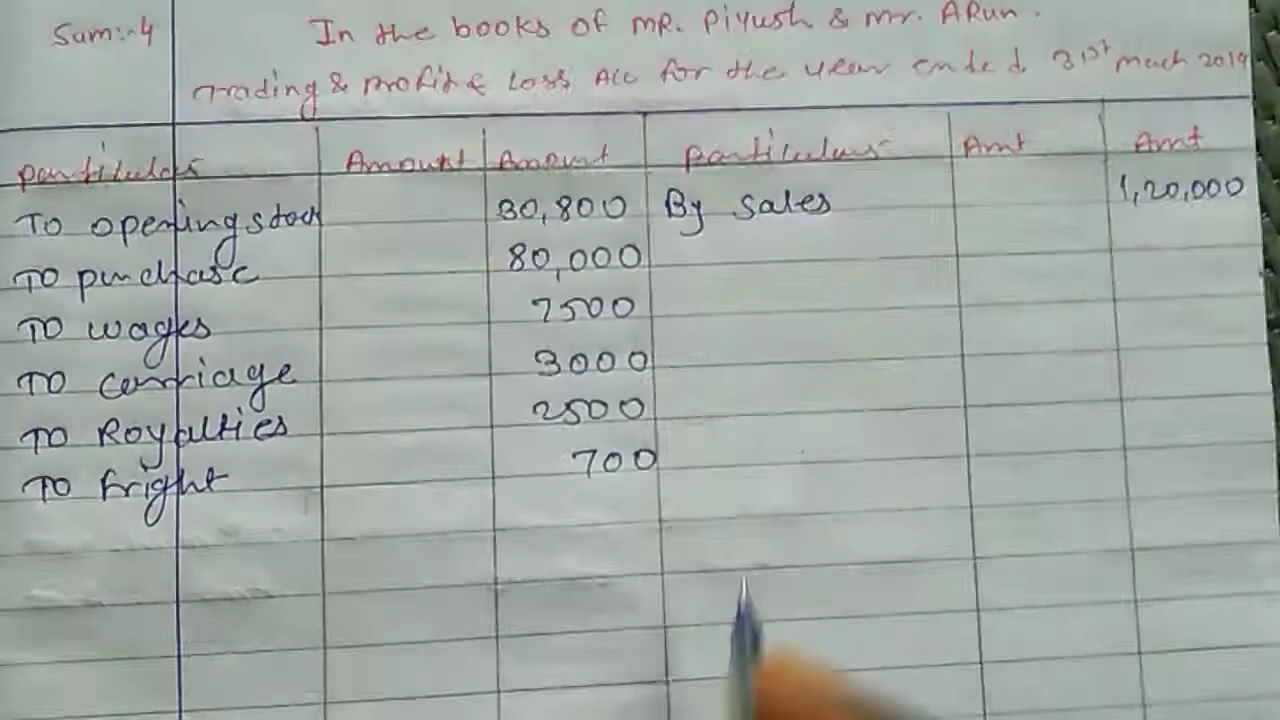 Sum:-4
In the books of MR. Piyush & Mr. ARun.
Trading & Profit & Loss A/c for the year ended 31st march 2019
particulars Amount Amount particulars Amt Amt
To opening stock 30,800 By sales 1,20,000
To purchase 80,000
To wages 7500
To carriage 3000
To Royalties 2500
To fright 700